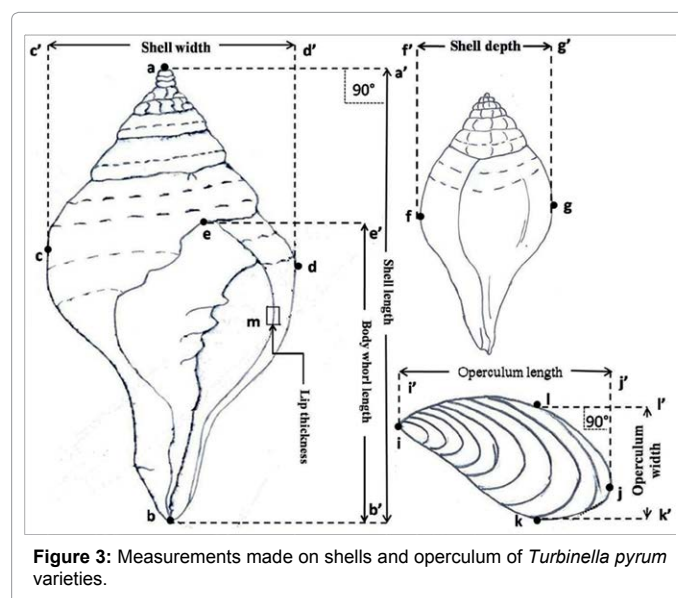 c' Shell width d'
f' Shell depth g'
a
a'
90°
e
e'
f
g
c
d
m
Shell length
Body whorl length
Lip thickness
Operculum length
i'
j'
l
l'
90°
i
Operculum
width
j
b
b'
k
k'
Figure 3: Measurements made on shells and operculum of Turbinella pyrum
varieties.